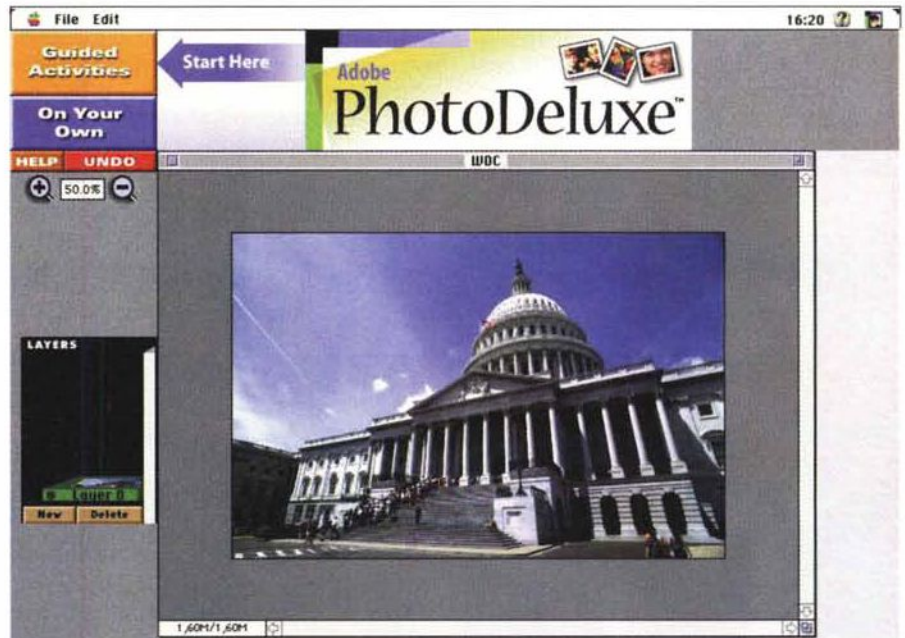 File Edit 16:20
Guided
Activities
Start Here
Adobe
PhotoDeluxe™
On Your
Own
HELP UNDO
WDC
50.0%
LAYERS
Layer 0
New Delete
1,60M/1,60M